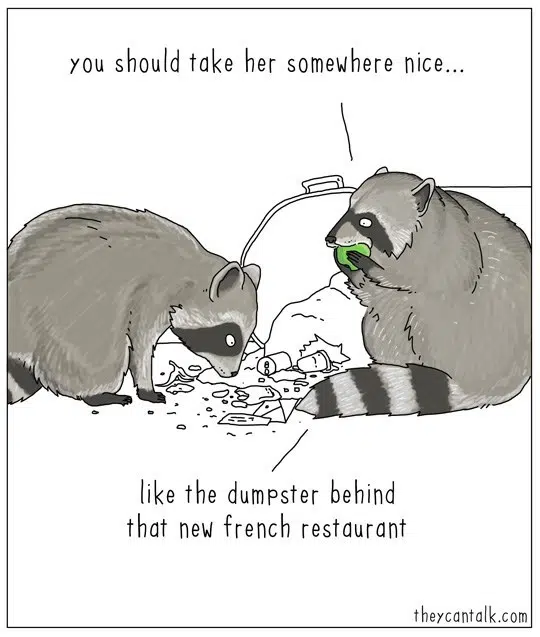 you should take her somewhere nice...
like the dumpster behind
that new french restaurant
theycantalk.com